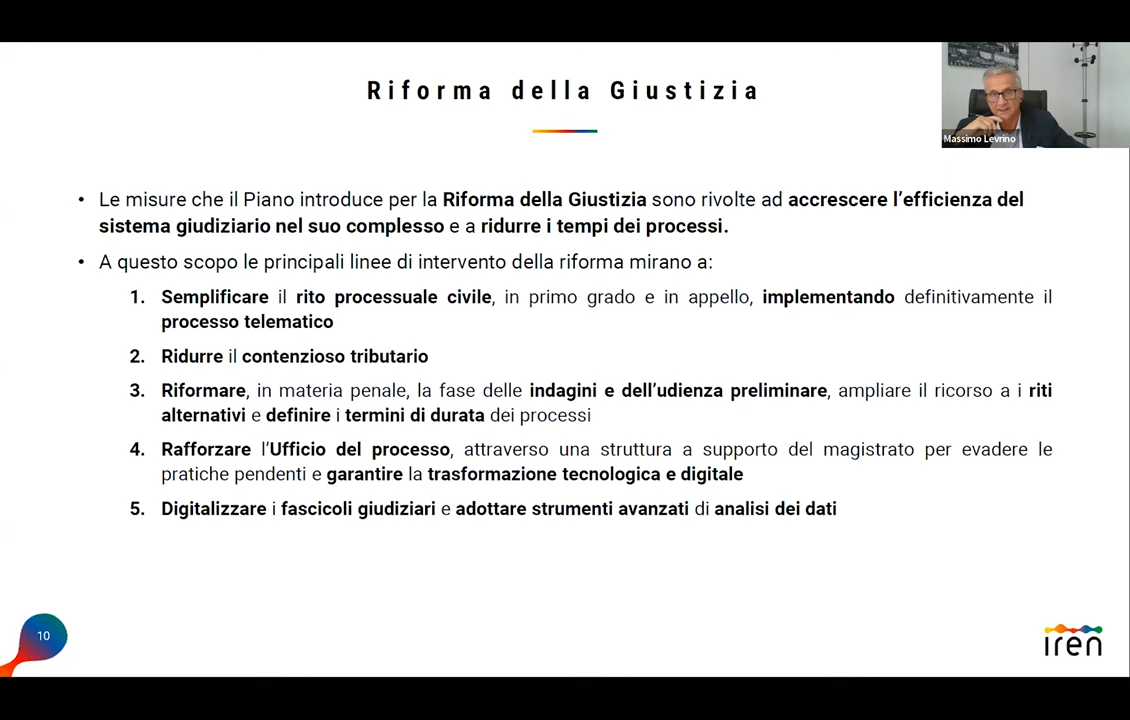 Riforma della Giustizia
Massimo Levrino
• Le misure che il Piano introduce per la Riforma della Giustizia sono rivolte ad accrescere l’efficienza del
sistema giudiziario nel suo complesso e a ridurre i tempi dei processi.
• A questo scopo le principali linee di intervento della riforma mirano a:
1. Semplificare il rito processuale civile, in primo grado e in appello, implementando definitivamente il
processo telematico
2. Ridurre il contenzioso tributario
3. Riformare, in materia penale, la fase delle indagini e dell’udienza preliminare, ampliare il ricorso a i riti
alternativi e definire i termini di durata dei processi
4. Rafforzare l’Ufficio del processo, attraverso una struttura a supporto del magistrato per evadere le
pratiche pendenti e garantire la trasformazione tecnologica e digitale
5. Digitalizzare i fascicoli giudiziari e adottare strumenti avanzati di analisi dei dati
10
iren